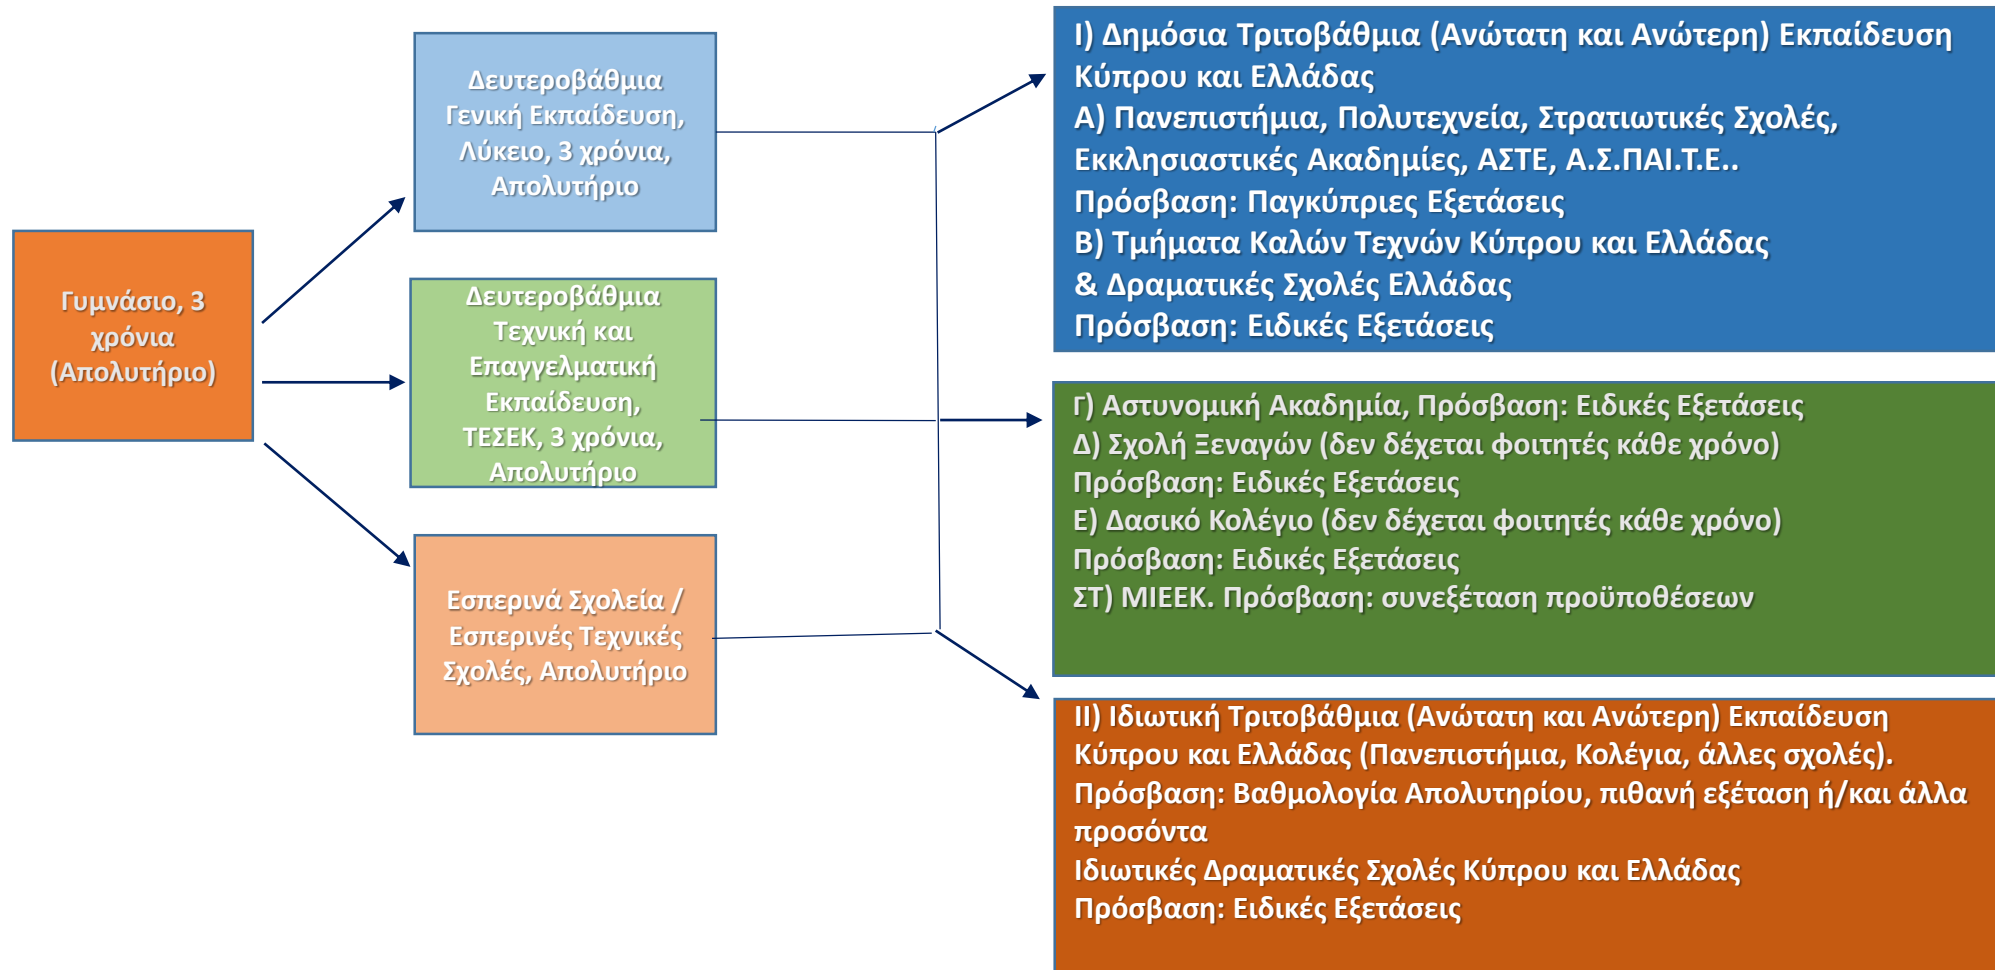 Γυμνάσιο, 3
χρόνια
(Απολυτήριο)
Δευτεροβάθμια
Γενική Εκπαίδευση,
Λύκειο, 3 χρόνια,
Απολυτήριο
Δευτεροβάθμια
Τεχνική και
Επαγγελματική
Εκπαίδευση,
ΤΕΣΕΚ, 3 χρόνια,
Απολυτήριο
Εσπερινά Σχολεία /
Εσπερινές Τεχνικές
Σχολές, Απολυτήριο
Ι) Δημόσια Τριτοβάθμια (Ανώτατη και Ανώτερη) Εκπαίδευση
Κύπρου και Ελλάδας
Α) Πανεπιστήμια, Πολυτεχνεία, Στρατιωτικές Σχολές,
Εκκλησιαστικές Ακαδημίες, ΑΣΤΕ, Α.Σ.ΠΑΙ.Τ.Ε..
Πρόσβαση: Παγκύπριες Εξετάσεις
Β) Τμήματα Καλών Τεχνών Κύπρου και Ελλάδας
& Δραματικές Σχολές Ελλάδας
Πρόσβαση: Ειδικές Εξετάσεις
Γ) Αστυνομική Ακαδημία, Πρόσβαση: Ειδικές Εξετάσεις
Δ) Σχολή Ξεναγών (δεν δέχεται φοιτητές κάθε χρόνο)
Πρόσβαση: Ειδικές Εξετάσεις
Ε) Δασικό Κολέγιο (δεν δέχεται φοιτητές κάθε χρόνο)
Πρόσβαση: Ειδικές Εξετάσεις
ΣΤ) ΜΙΕΕΚ. Πρόσβαση: συνεξέταση προϋποθέσεων
ΙΙ) Ιδιωτική Τριτοβάθμια (Ανώτατη και Ανώτερη) Εκπαίδευση
Κύπρου και Ελλάδας (Πανεπιστήμια, Κολέγια, άλλες σχολές).
Πρόσβαση: Βαθμολογία Απολυτηρίου, πιθανή εξέταση ή/και άλλα
προσόντα
Ιδιωτικές Δραματικές Σχολές Κύπρου και Ελλάδας
Πρόσβαση: Ειδικές Εξετάσεις